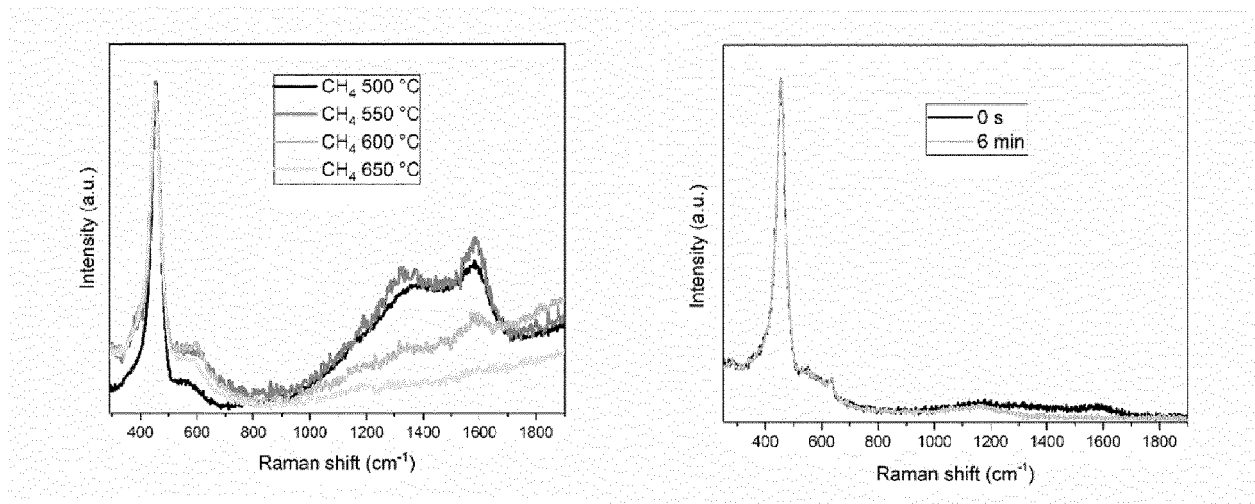 CH₄ 500 °C
CH₄ 550 °C
CH₄ 600 °C
CH₄ 650 °C
Intensity (a.u.)
400 600 800 1000 1200 1400 1600 1800
Raman shift (cm⁻¹)
0 s
6 min
Intensity (a.u.)
400 600 800 1000 1200 1400 1600 1800
Raman shift (cm⁻¹)